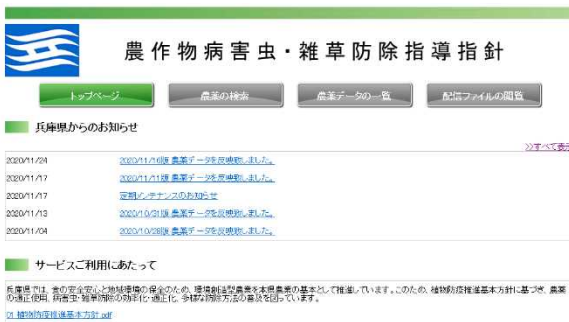 農作物病害虫・雑草防除指導指針
トップページ 農薬の検索 農薬データの一覧 配信ファイルの閲覧
兵庫県からのお知らせ
>>すべて表示
2020/11/24 2020/11/16版 農薬データを反映致しました。
2020/11/17 2020/11/11版 農薬データを反映致しました。
2020/11/17 定期メンテナンスのお知らせ
2020/11/13 2020/10/31版 農薬データを反映致しました。
2020/11/04 2020/10/28版 農薬データを反映致しました。
サービスご利用にあたって
兵庫県では、食の安全安心と地域環境の保全のため、環境創造型農業を本県農業の基本として推進しています。このため、植物防疫推進基本方針に基づき、農薬
の適正使用、病害虫・雑草防除の効率化・適正化、多様な防除方法の普及を図っています。
01 植物防疫推進基本方針.pdf